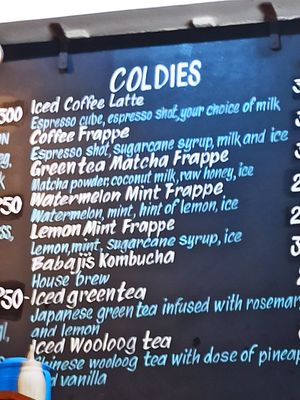 COLDIES
Iced Coffee Latte
Espresso cube, espresso shot, your choice of milk
Coffee Frappe
Espresso shot, sugarcane syrup, milk and ice
Green tea Matcha Frappe
Matcha powder, coconut milk, raw honey, ice
Watermelon Mint Frappe
Watermelon, mint, hint of lemon, ice
Lemon Mint Frappe
Lemon, mint, sugarcane syrup, ice
Babaji's Kombucha
House brew
Iced green tea
Japanese green tea infused with rosemar
and lemon
Iced Wooloog tea
Chinese wooloog tea with dose of pineap
vanilla